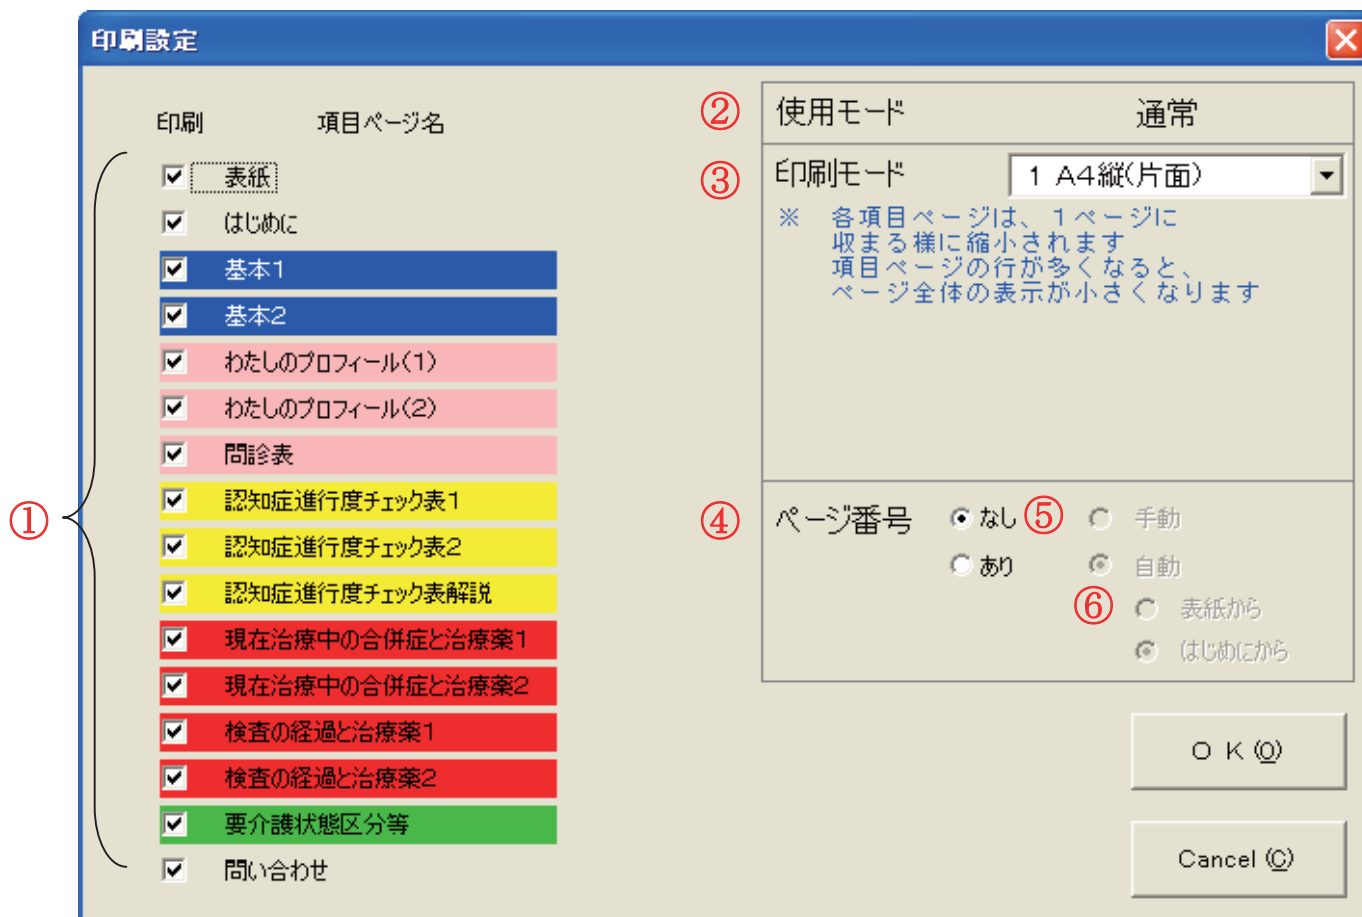 印刷設定
印刷 項目ページ名
①
表紙
はじめに
基本1
基本2
わたしのプロフィール(1)
わたしのプロフィール(2)
問診表
認知症進行度チェック表1
認知症進行度チェック表2
認知症進行度チェック表解説
現在治療中の合併症と治療薬1
現在治療中の合併症と治療薬2
検査の経過と治療薬1
検査の経過と治療薬2
要介護状態区分等
問い合わせ
② 使用モード 通常
③ 印刷モード 1 A4縦(片面)
※ 各項目ページは、1ページに
収まる様に縮小されます
項目ページの行が多くなると、
ページ全体の表示が小さくなります
④ ページ番号 なし ⑤ 手動
あり 自動
⑥ 表紙から
はじめにから
O K (O)
Cancel (C)